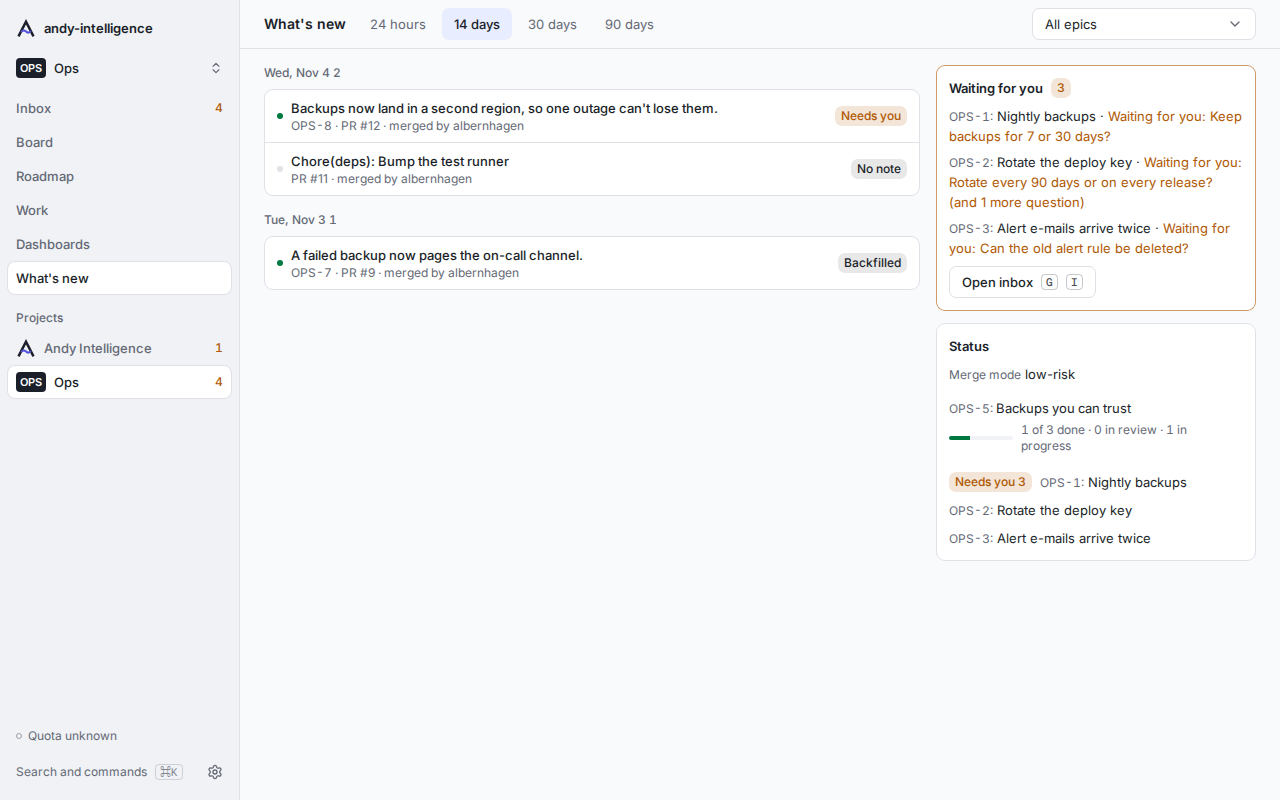 andy-intelligence
OPS Ops
Inbox 4
Board
Roadmap
Work
Dashboards
What's new
Projects
Andy Intelligence 1
OPS Ops 4
Quota unknown
Search and commands ⌘K
What's new 24 hours 14 days 30 days 90 days All epics
Wed, Nov 4 2
Backups now land in a second region, so one outage can't lose them.
OPS-8 · PR #12 · merged by albernhagen
Needs you
Chore(deps): Bump the test runner
PR #11 · merged by albernhagen
No note
Tue, Nov 3 1
A failed backup now pages the on-call channel.
OPS-7 · PR #9 · merged by albernhagen
Backfilled
Waiting for you 3
OPS-1: Nightly backups · Waiting for you: Keep
backups for 7 or 30 days?
OPS-2: Rotate the deploy key · Waiting for you:
Rotate every 90 days or on every release?
(and 1 more question)
OPS-3: Alert e-mails arrive twice · Waiting for
you: Can the old alert rule be deleted?
Open inbox G I
Status
Merge mode low-risk
OPS-5: Backups you can trust
1 of 3 done · 0 in review · 1 in
progress
Needs you 3 OPS-1: Nightly backups
OPS-2: Rotate the deploy key
OPS-3: Alert e-mails arrive twice